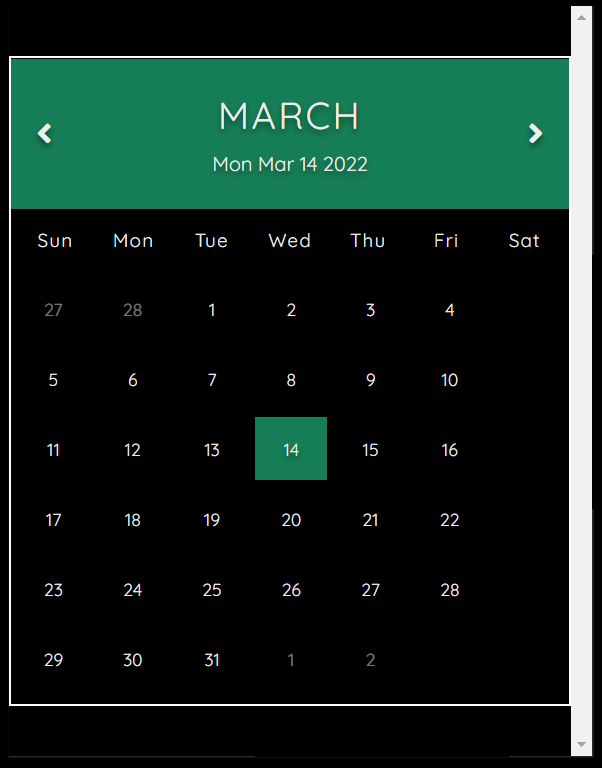 MARCH
Mon Mar 14 2022
Sun Mon Tue Wed Thu Fri Sat
27 28 1 2 3 4
5 6 7 8 9 10
11 12 13 14 15 16
17 18 19 20 21 22
23 24 25 26 27 28
29 30 31 1 2